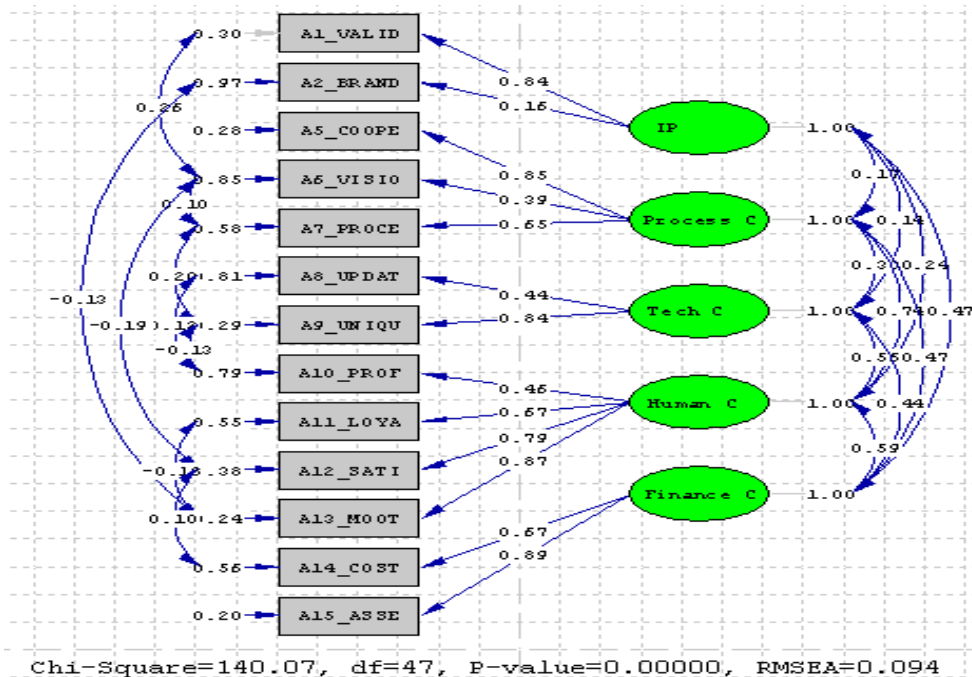 0.30 A1_VALID
0.84
0.97 A2_BRAND
0.16
0.26
IP 1.00
0.28 A5_COOPE
0.17
0.85
0.85 A6_VISIO
0.39
0.10
Process C 1.00 0.14
0.58 A7_PROCE
0.65
0.24
0.20 0.81 A8_UPDAT
0.44
-0.13
Tech C 1.00 0.74 0.47
0.84
-0.19 0.29 A9_UNIQU
-0.13
0.55 0.47
0.79 A10_PROF
0.46
Human C 1.00 0.44
0.67
0.55 A11_LOYA
0.79
0.59
0.87
0.38 A12_SATI
Finance C 1.00
0.10 0.24 A13_MOOT
0.67
0.89
0.56 A14_COST
0.20 A15_ASSE
Chi-Square=140.07, df=47, P-value=0.00000, RMSEA=0.094